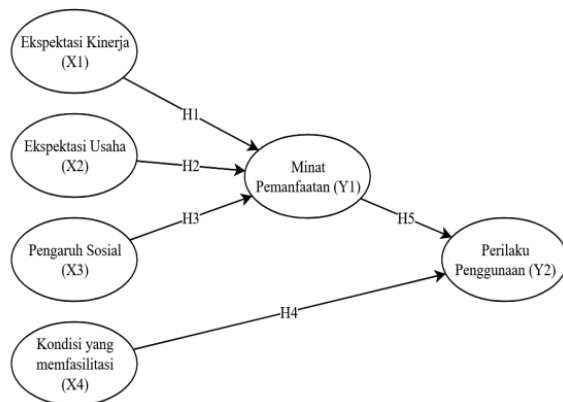 Ekspektasi Kinerja
(X1)
H1
Ekspektasi Usaha
(X2)
H2
Minat
Pemanfaatan (Y1)
H3
Pengaruh Sosial
(X3)
H5
Perilaku
Penggunaan (Y2)
H4
Kondisi yang
memfasilitasi
(X4)